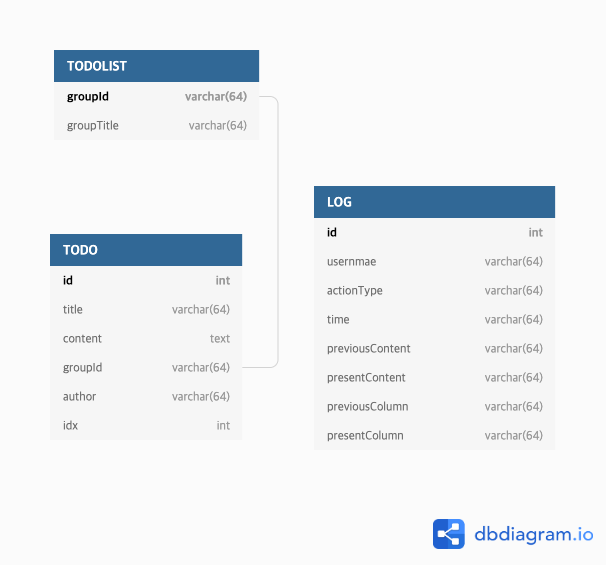 TODOLIST
groupId varchar(64)
groupTitle varchar(64)
TODO
id int
title varchar(64)
content text
groupId varchar(64)
author varchar(64)
idx int
LOG
id int
usernmae varchar(64)
actionType varchar(64)
time varchar(64)
previousContent varchar(64)
presentContent varchar(64)
previousColumn varchar(64)
presentColumn varchar(64)
dbdiagram.io